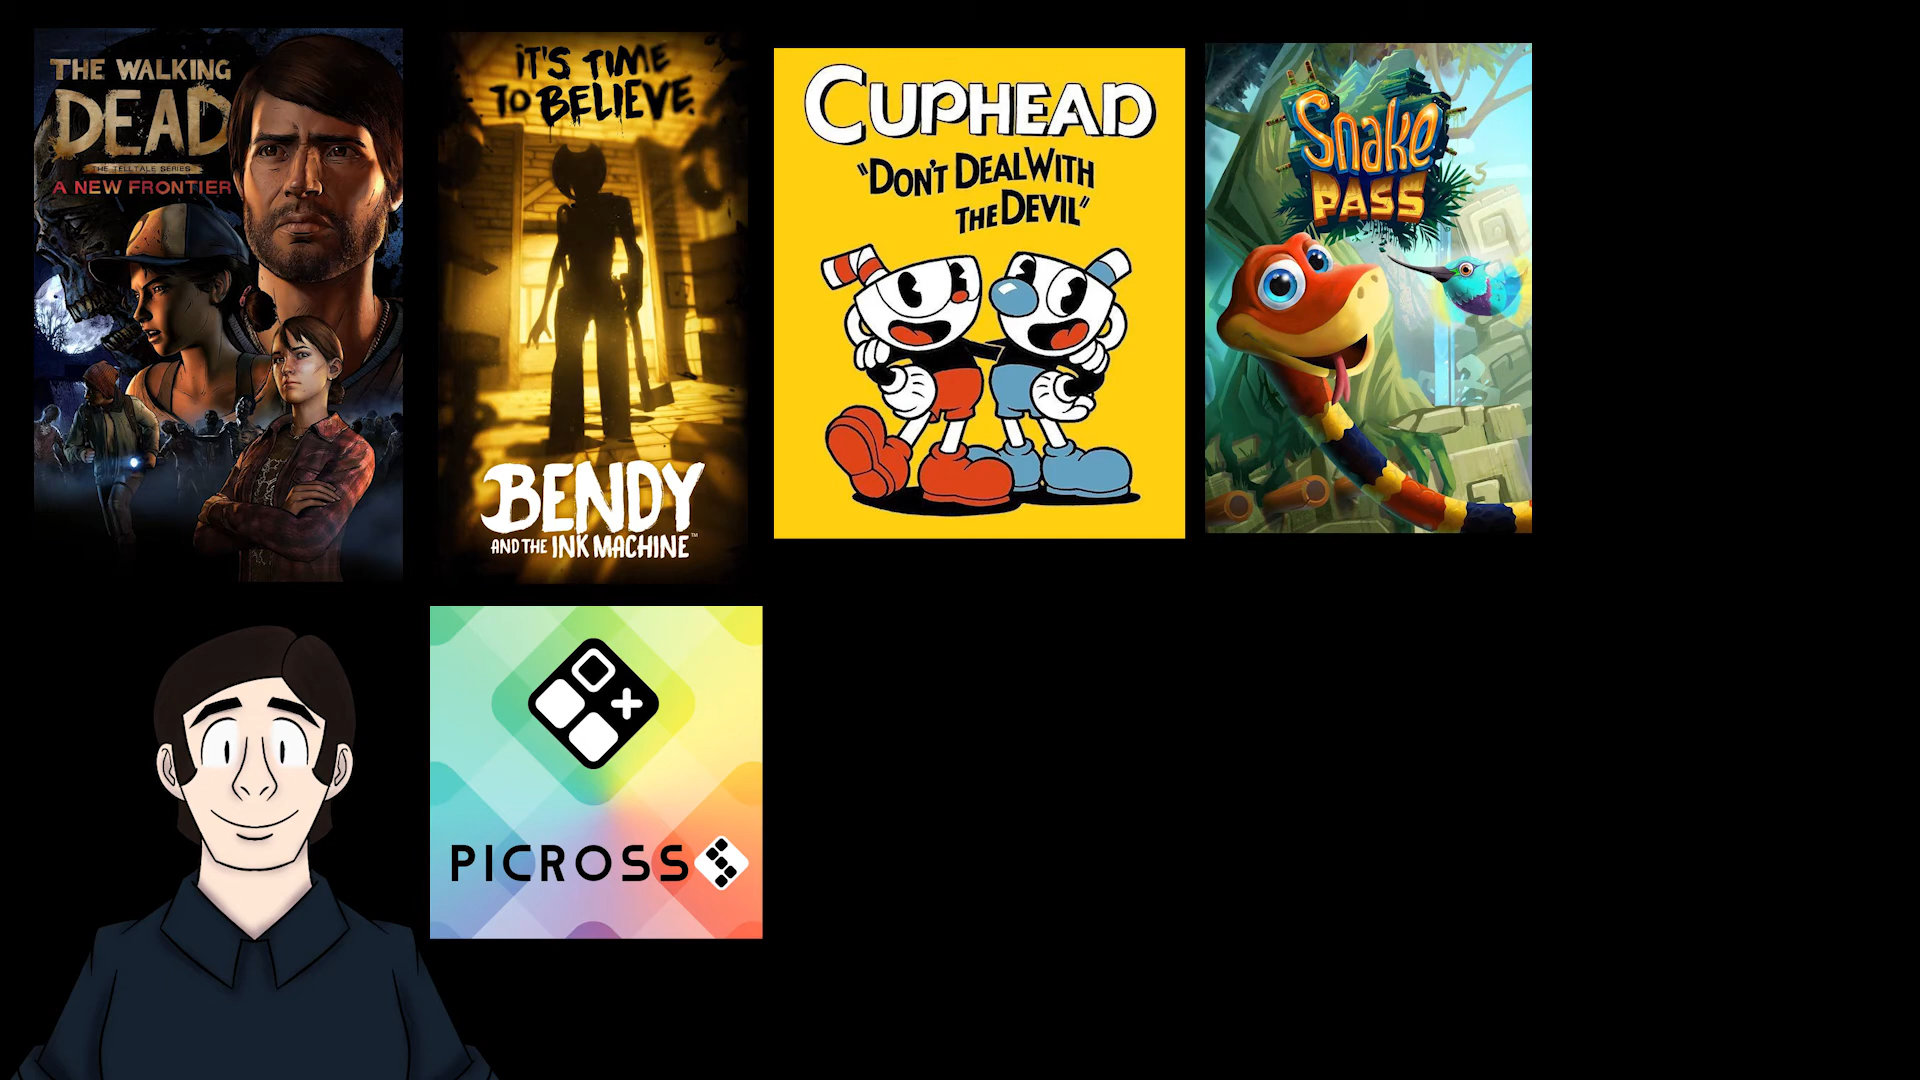 THE WALKING
DEAD
THE TELLTALE SERIES
A NEW FRONTIER
IT'S TIME
TO BELIEVE.
BENDY
AND THE INK MACHINE™
CUPHEAD
"DON'T DEAL WITH
THE DEVIL"
Snake
PASS
PICROSS S